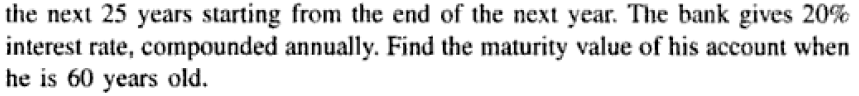 the next 25 years starting from the end of the next year. The bank gives 20%
interest rate, compounded annually. Find the maturity value of his account when
he is 60 years old.